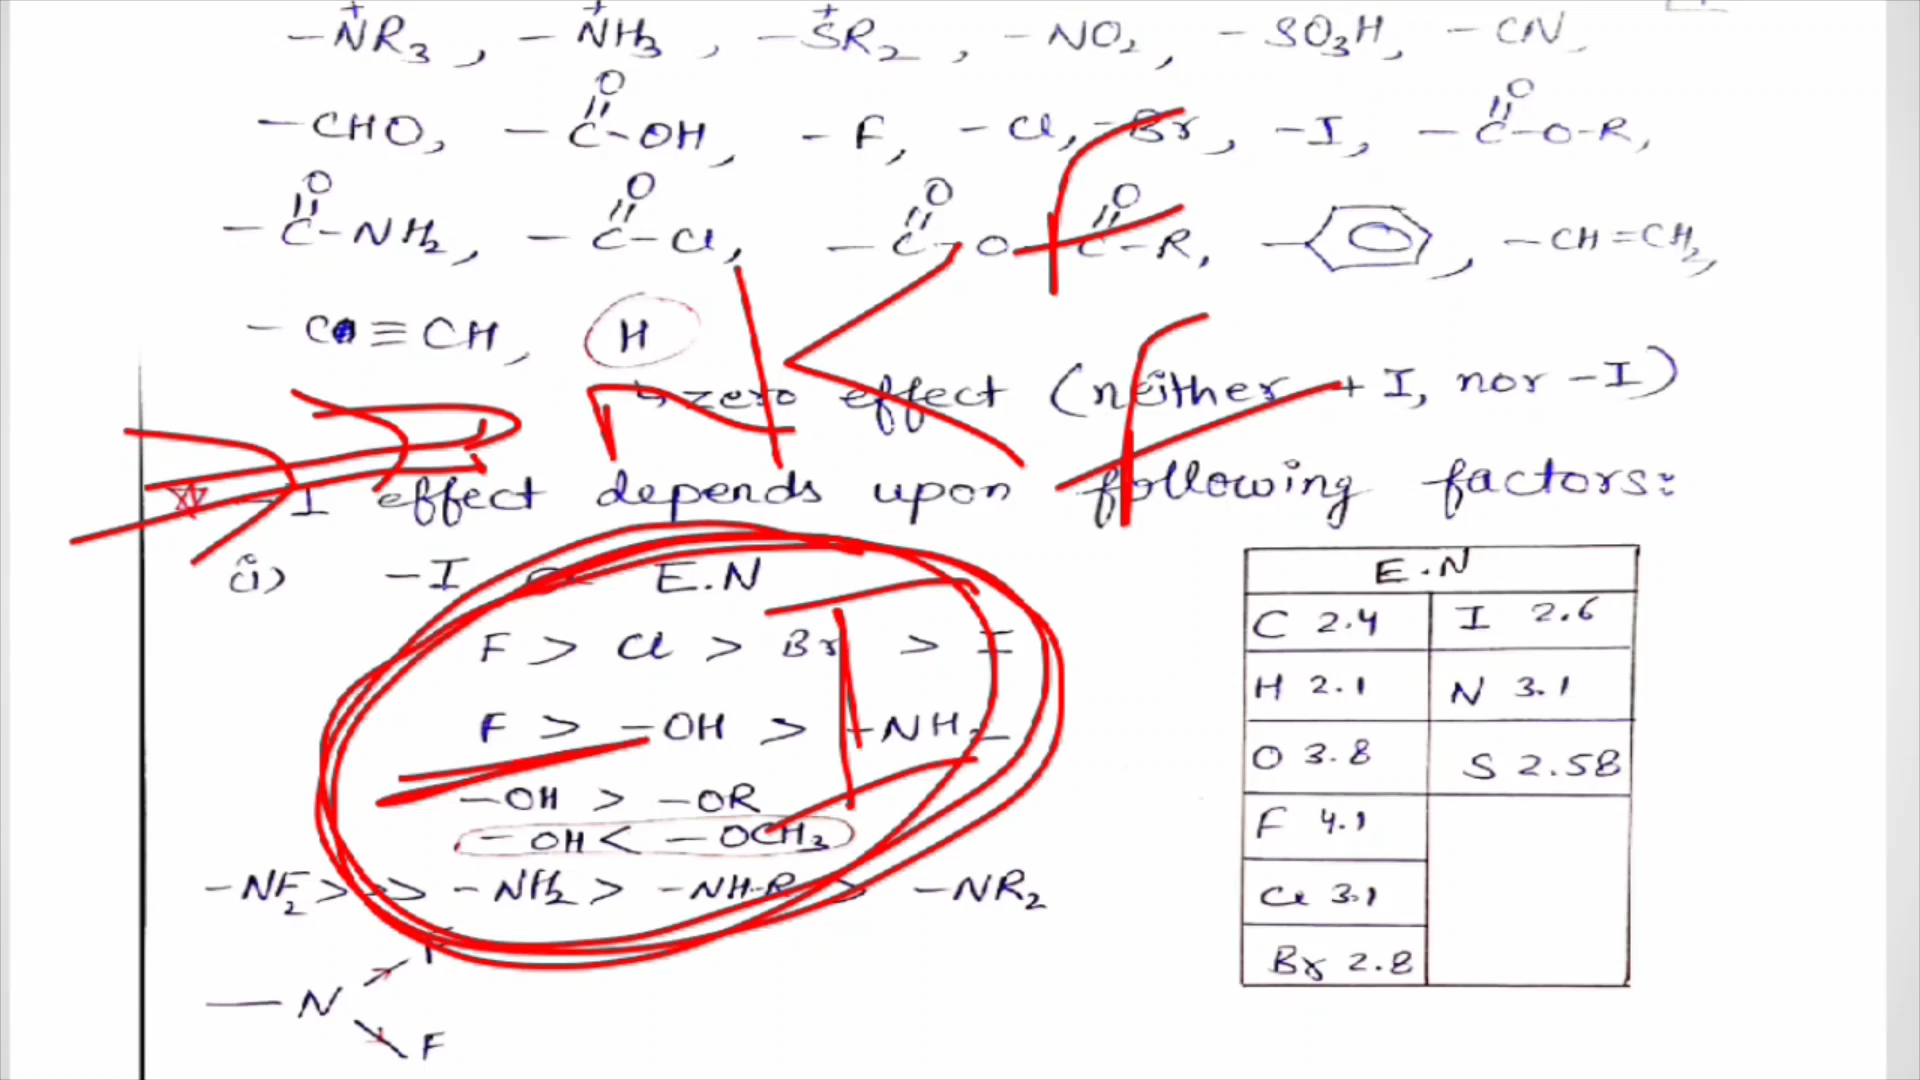 -N⁺R₃, -N⁺H₃, -S⁺R₂, -NO₂, -SO₃H, -CN,
O O
-CHO, -C-OH, -F, -Cl, -Br, -I, -C-O-R,
O O O O
-C-NH₂, -C-Cl, -C-O-C-R, , -CH=CH₂,
-C≡CH, H
↳ zero effect (neither +I, nor -I)
-I effect depends upon following factors:
(i) -I ∝ E.N
F > Cl > Br > I
F > -OH > -NH₂
-OH > -OR
-OH < -OCH₃
-NF₂ > > -NH₂ > -NH-R > -NR₂
F
-N
F
E.N
C 2.4 I 2.6
H 2.1 N 3.1
O 3.8 S 2.58
F 4.1
Cl 3.1
Br 2.8